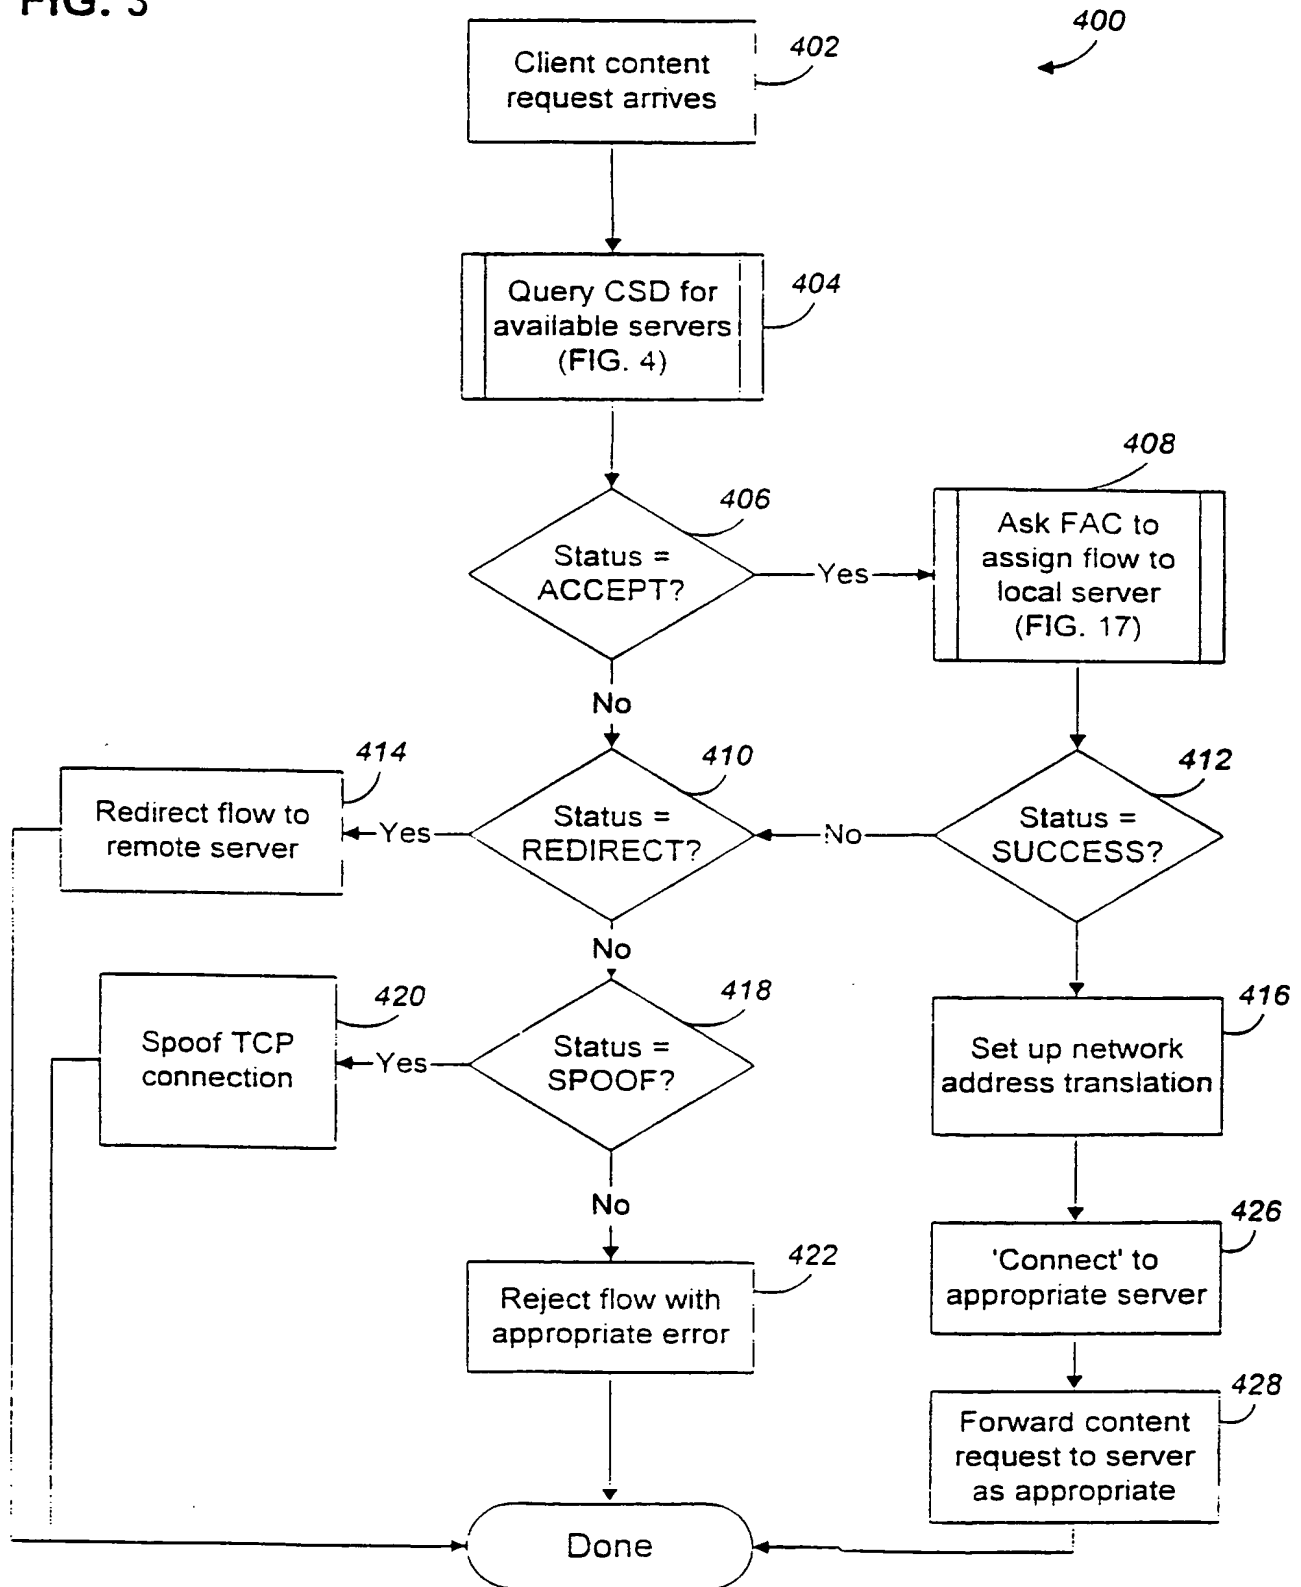 FIG. 3
400
Client content
request arrives
402
Query CSD for
available servers
(FIG. 4)
404
Status =
ACCEPT?
406
Yes
Ask FAC to
assign flow to
local server
(FIG. 17)
408
No
Redirect flow to
remote server
414
Yes
Status =
REDIRECT?
410
No
Status =
SUCCESS?
412
No
Spoof TCP
connection
420
Yes
Status =
SPOOF?
418
Set up network
address translation
416
No
Reject flow with
appropriate error
422
'Connect' to
appropriate server
426
Forward content
request to server
as appropriate
428
Done